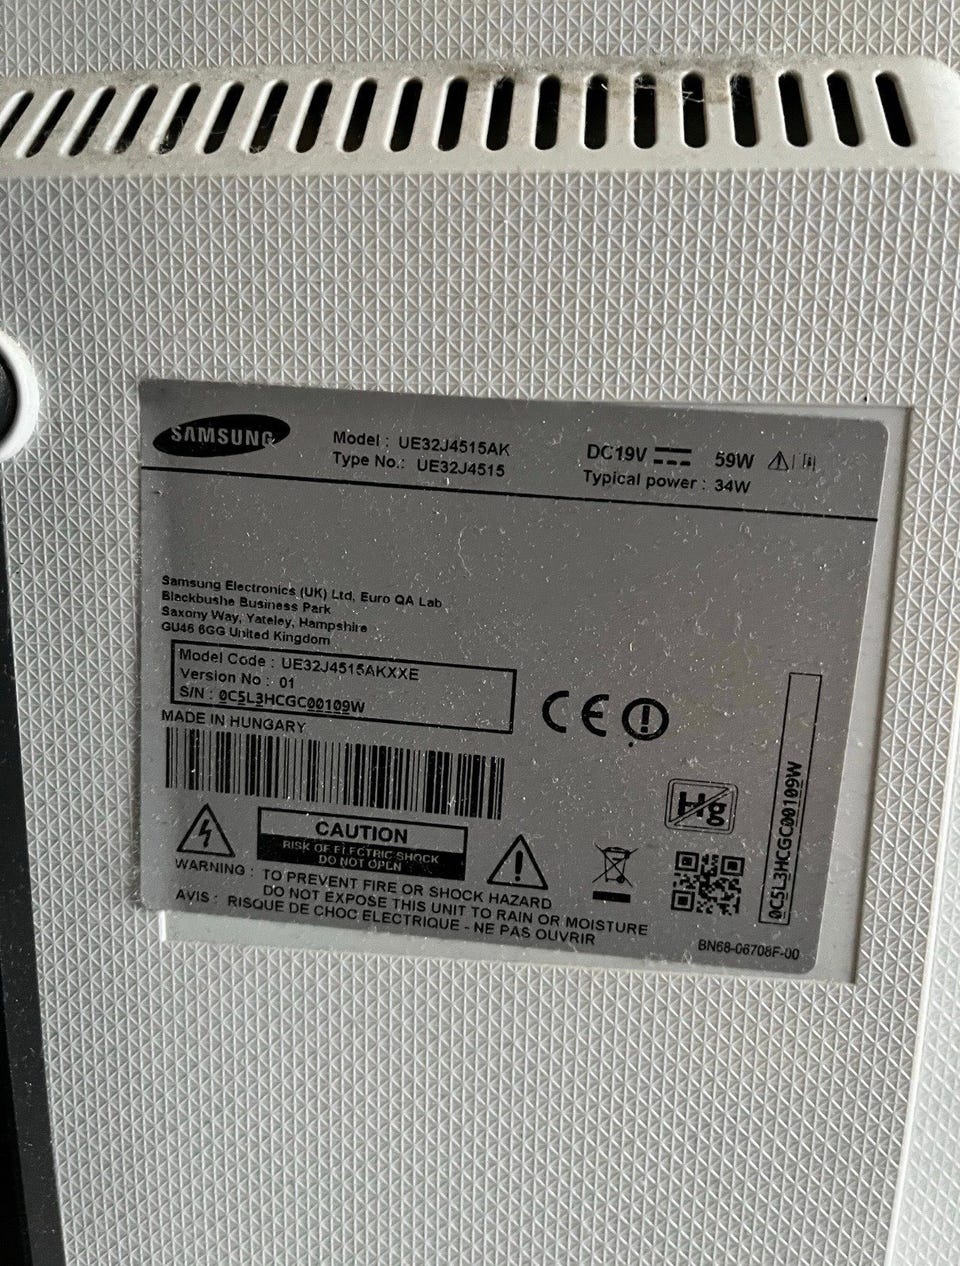 SAMSUNG
Model : UE32J4515AK
Type No.: UE32J4515
DC19V 59W
Typical power : 34W
Samsung Electronics (UK) Ltd, Euro QA Lab
Blackbushe Business Park
Saxony Way, Yateley, Hampshire
GU46 6GG United Kingdom
Model Code : UE32J4515AKXXE
Version No : 01
S/N : 0C5L3HCGC00109W
MADE IN HUNGARY
CE
Hg
0C5L3HCGC00109W
CAUTION
RISK OF ELECTRIC SHOCK
DO NOT OPEN
WARNING : TO PREVENT FIRE OR SHOCK HAZARD
DO NOT EXPOSE THIS UNIT TO RAIN OR MOISTURE
AVIS : RISQUE DE CHOC ELECTRIQUE - NE PAS OUVRIR
BN68-06708F-00